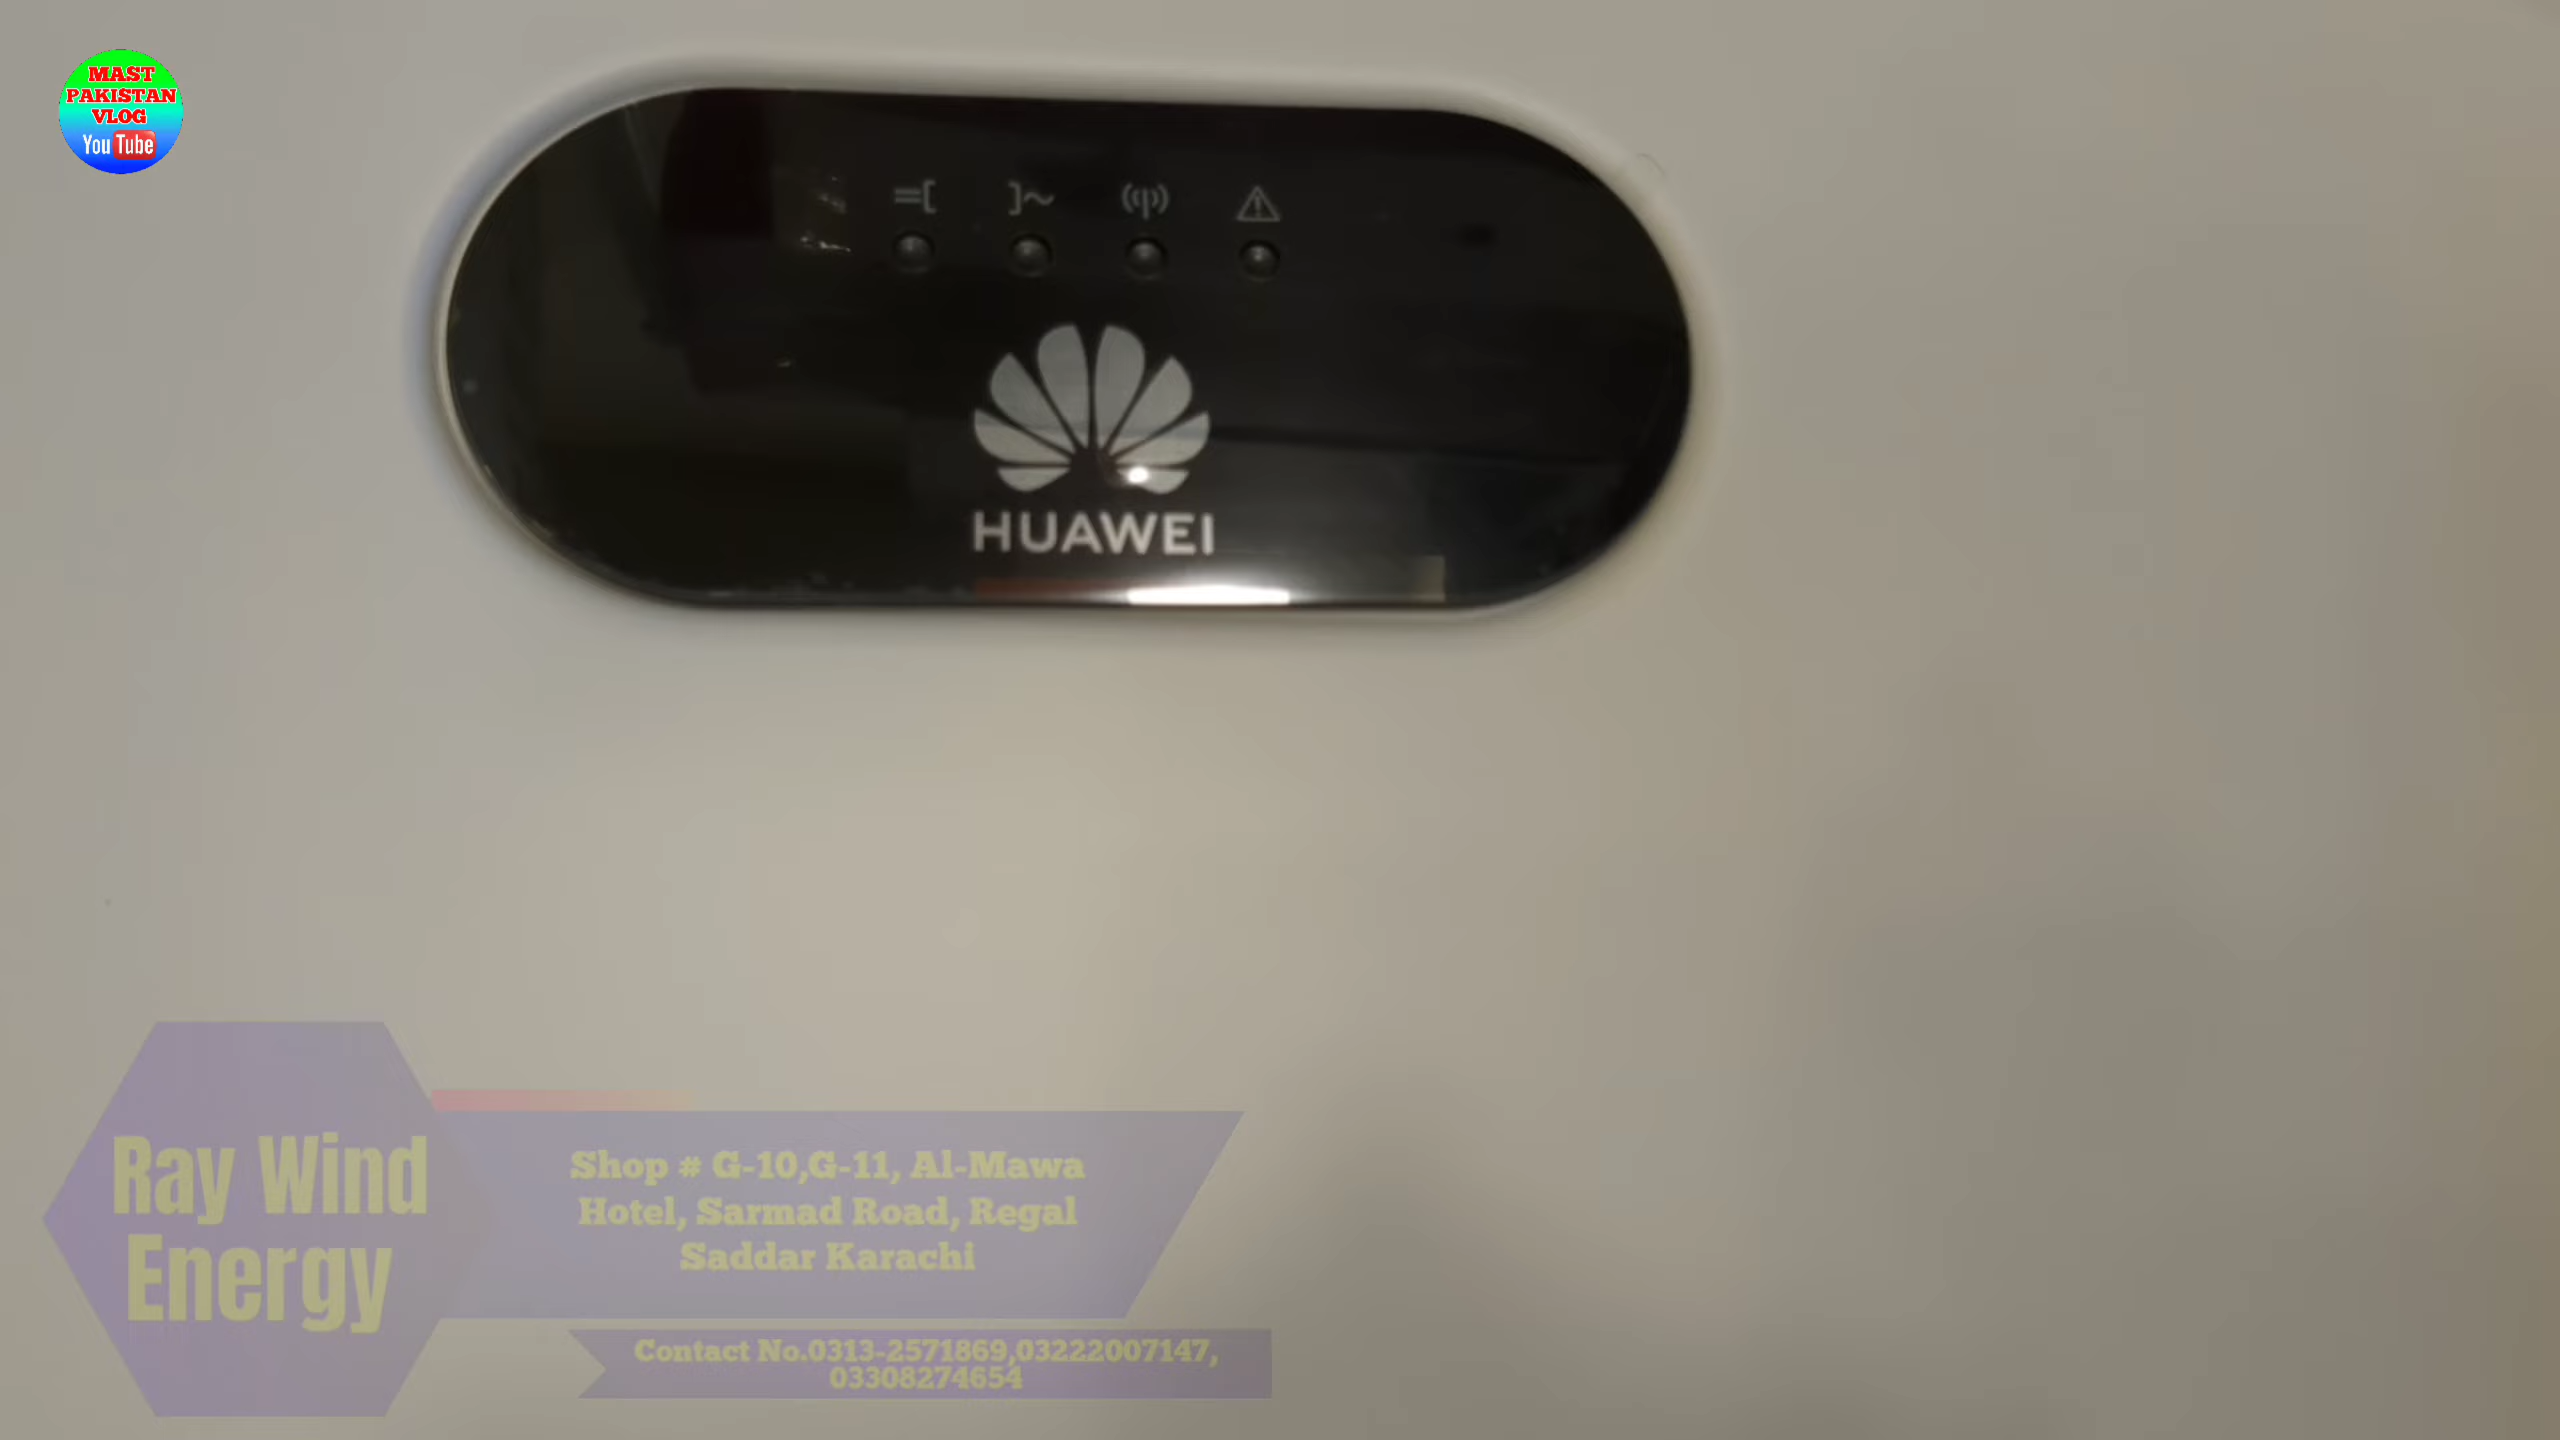 MAST
PAKISTAN
VLOG
You Tube
HUAWEI
Ray Wind
Energy
Shop # G-10,G-11, Al-Mawa
Hotel, Sarmad Road, Regal
Saddar Karachi
Contact No.0313-2571869,03222007147,
03308274654